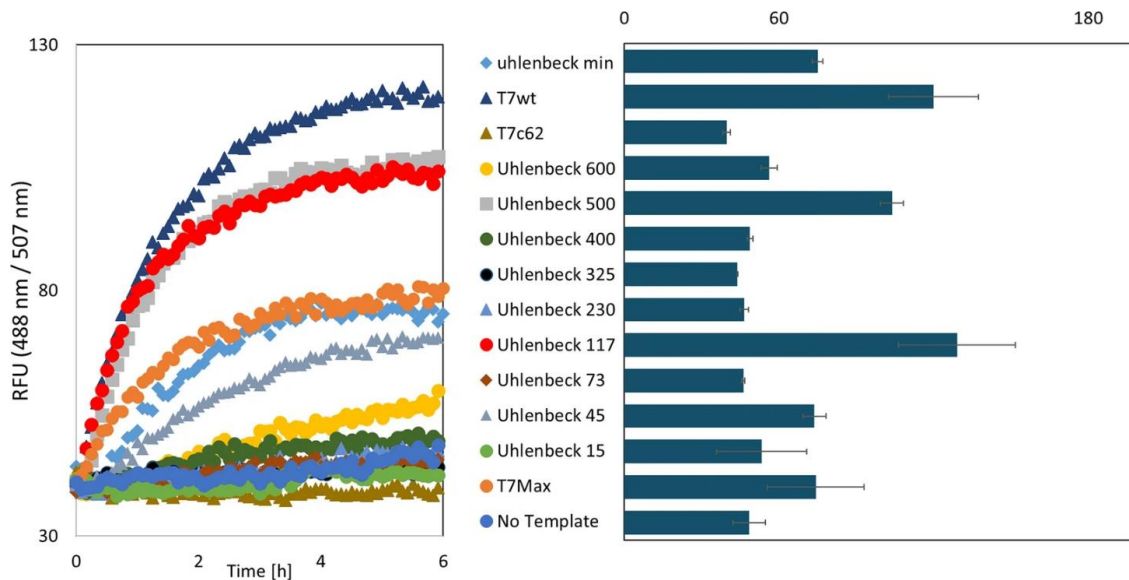 0 60 180
130
80
30
RFU (488 nm / 507 nm)
0 2 4 6
Time [h]
uhlenbeck min
T7wt
T7c62
Uhlenbeck 600
Uhlenbeck 500
Uhlenbeck 400
Uhlenbeck 325
Uhlenbeck 230
Uhlenbeck 117
Uhlenbeck 73
Uhlenbeck 45
Uhlenbeck 15
T7Max
No Template